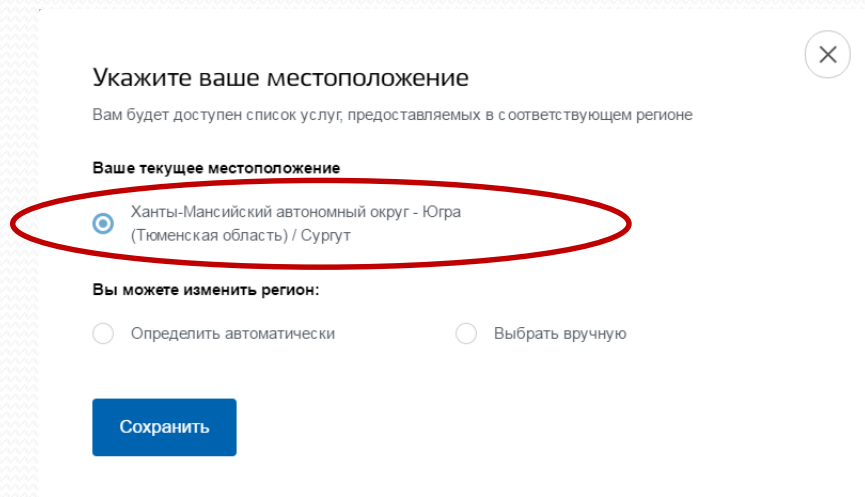 Укажите ваше местоположение
Вам будет доступен список услуг, предоставляемых в соответствующем регионе
Ваше текущее местоположение
Ханты-Мансийский автономный округ - Югра
(Тюменская область) / Сургут
Вы можете изменить регион:
Определить автоматически
Выбрать вручную
Сохранить